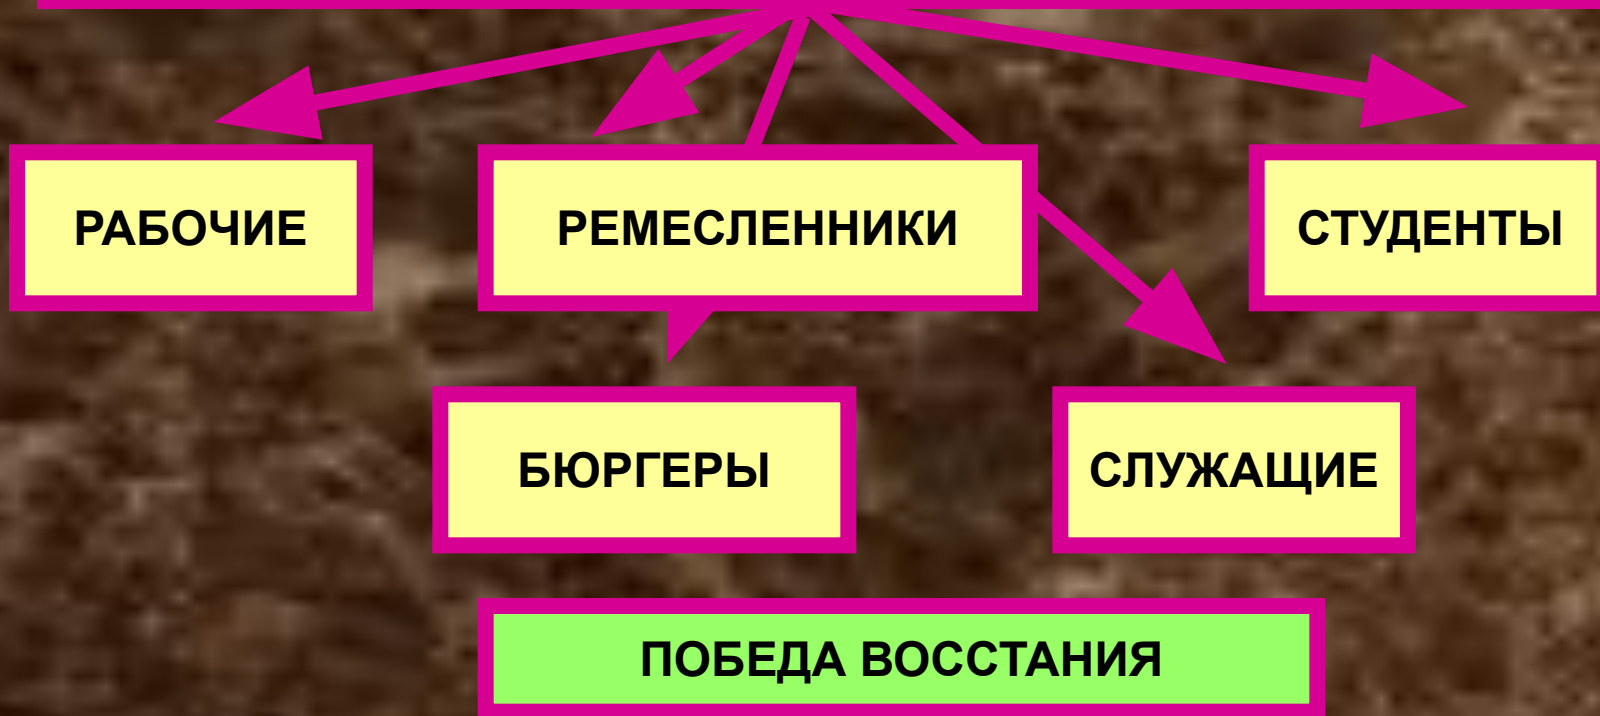 РАБОЧИЕ
РЕМЕСЛЕННИКИ
СТУДЕНТЫ
БЮРГЕРЫ
СЛУЖАЩИЕ
ПОБЕДА ВОССТАНИЯ